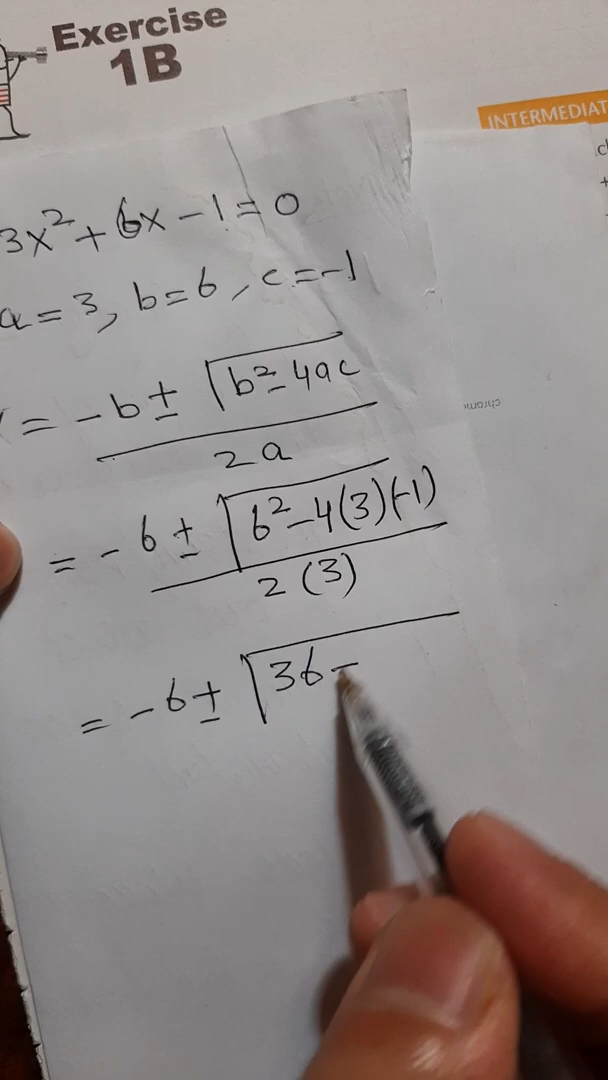 Exercise
1B
INTERMEDIAT
3x² + 6x - 1 = 0
a = 3, b = 6, c = -1
= -b ± √b² - 4ac
2a
= -6 ± √6² - 4(3)(-1)
2(3)
= -6 ± √36 -